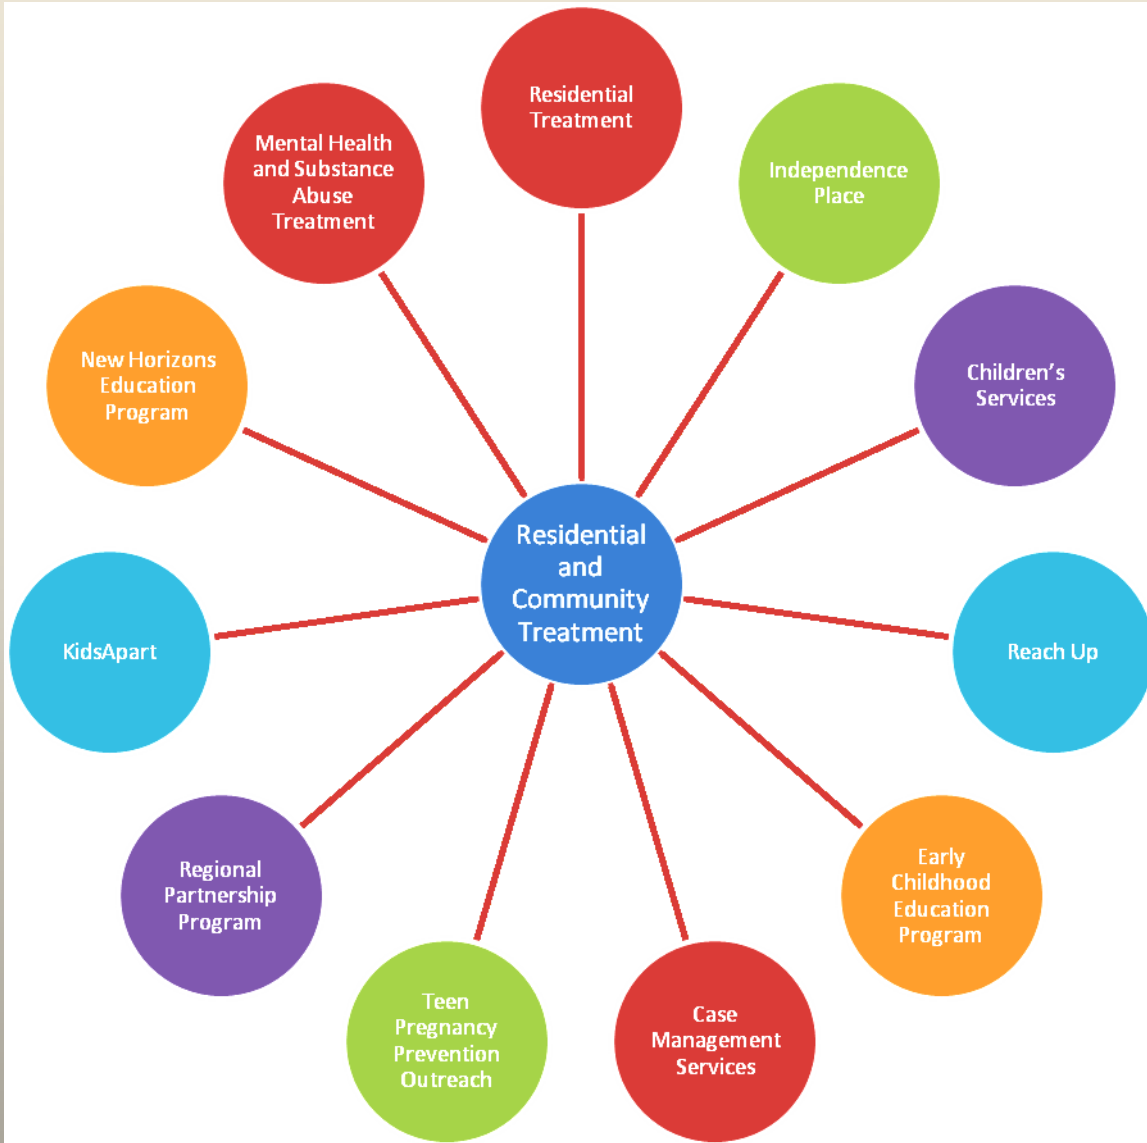 Residential
Treatment
Independence
Place
Children's
Services
Reach Up
Early
Childhood
Education
Program
Case
Management
Services
Teen
Pregnancy
Prevention
Outreach
Regional
Partnership
Program
KidsApart
New Horizons
Education
Program
Mental Health
and Substance
Abuse
Treatment
Residential
and
Community
Treatment